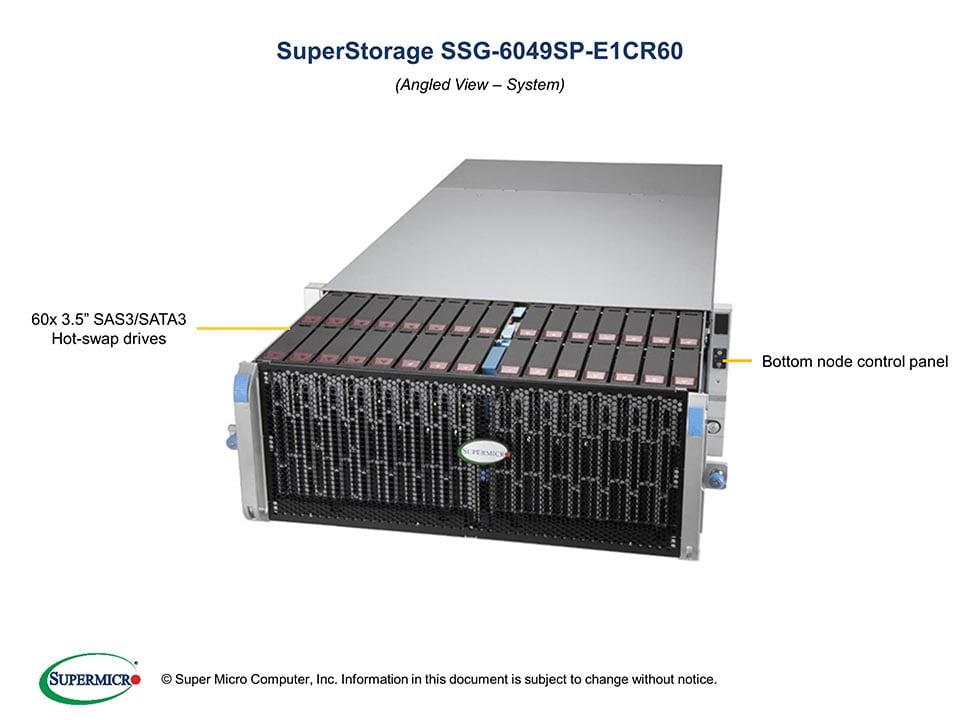 SuperStorage SSG-6049SP-E1CR60
(Angled View – System)
60x 3.5” SAS3/SATA3
Hot-swap drives
Bottom node control panel
SUPERMICRO
SUPERMICRO
© Super Micro Computer, Inc. Information in this document is subject to change without notice.